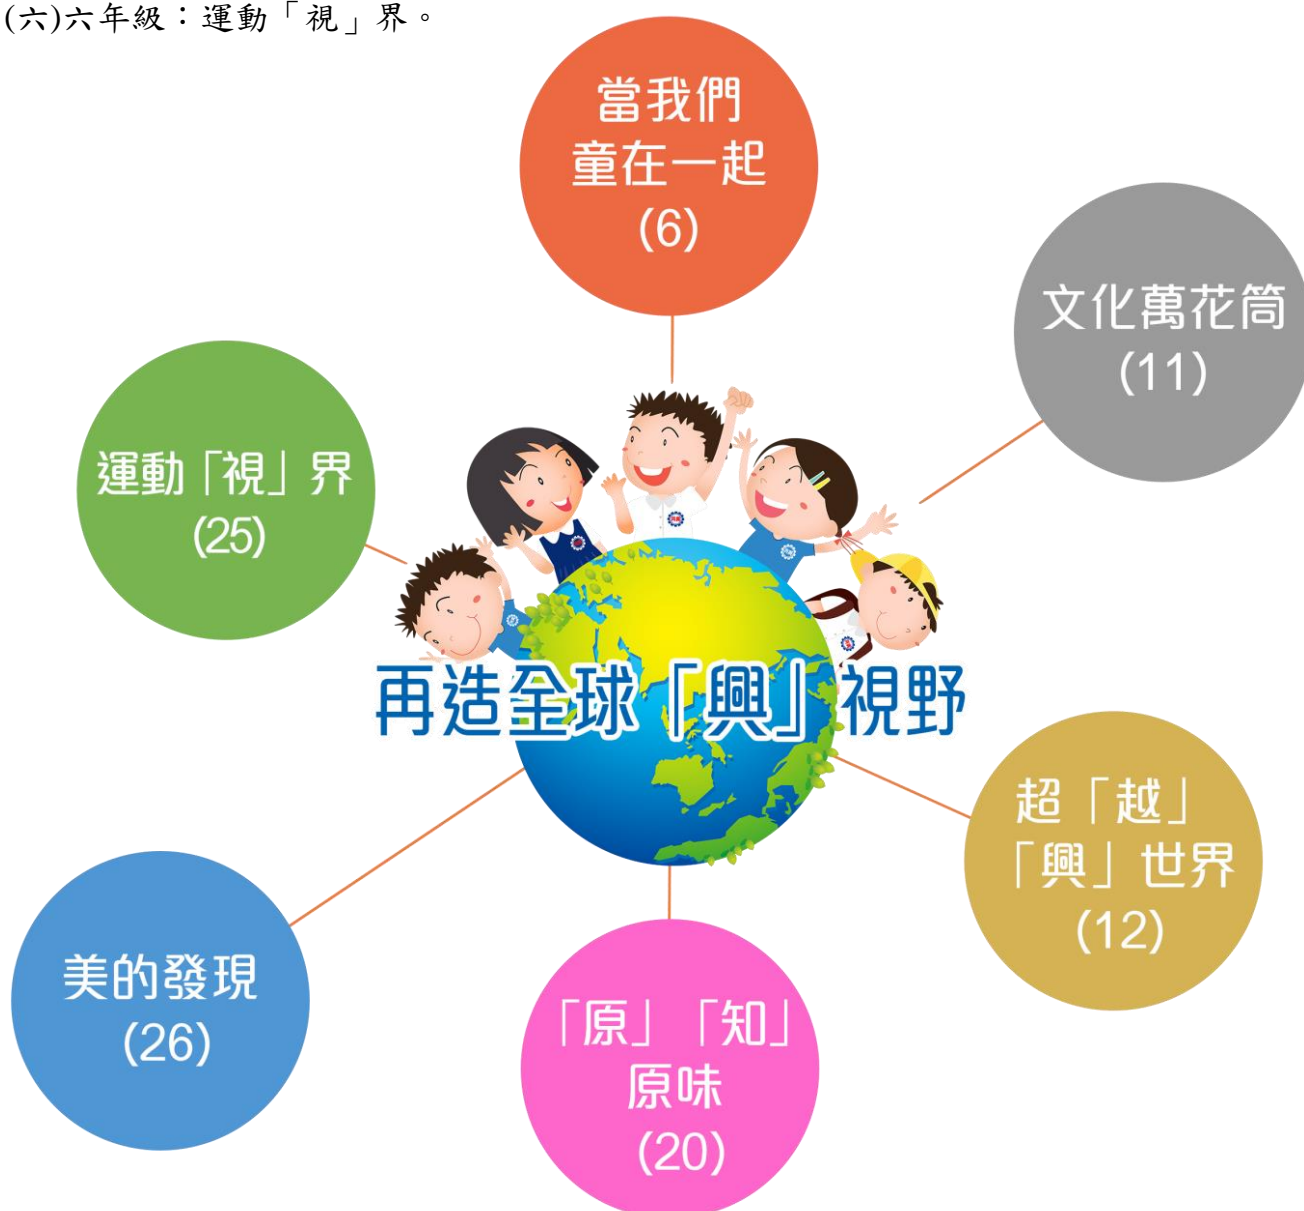 (六)六年級：運動「視」界。
當我們
童在一起
(6)
文化萬花筒
(11)
運動「視」界
(25)
再造全球「興」視野
超「越」
「興」世界
(12)
美的發現
(26)
「原」「知」
原味
(20)